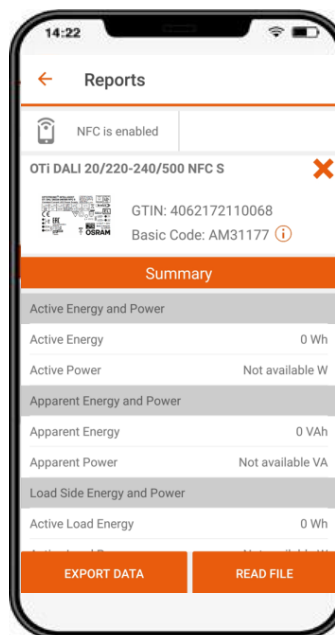 14:22
Reports
NFC is enabled
OTi DALI 20/220-240/500 NFC S
OSRAM
GTIN: 4062172110068
Basic Code: AM31177
Summary
Active Energy and Power
Active Energy 0 Wh
Active Power Not available W
Apparent Energy and Power
Apparent Energy 0 VAh
Apparent Power Not available VA
Load Side Energy and Power
Active Load Energy 0 Wh
EXPORT DATA READ FILE